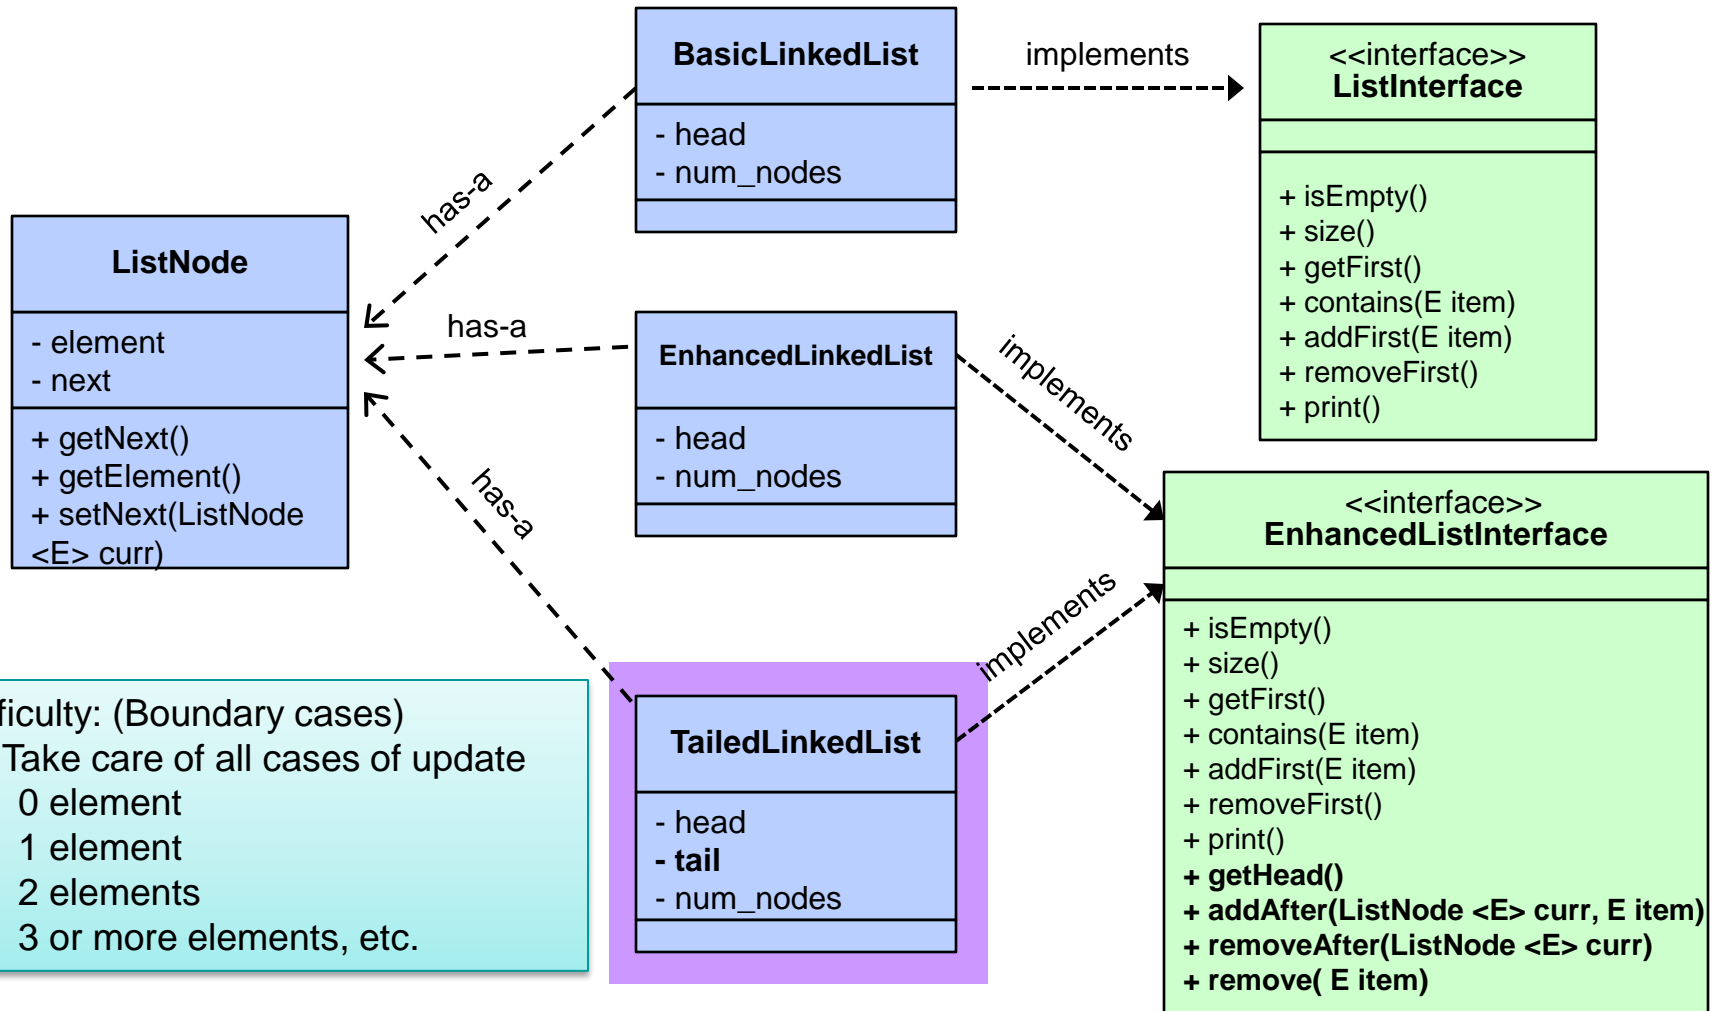 BasicLinkedList
- head
- num_nodes
implements
<<interface>>
ListInterface
+ isEmpty()
+ size()
+ getFirst()
+ contains(E item)
+ addFirst(E item)
+ removeFirst()
+ print()
has-a
ListNode
- element
- next
+ getNext()
+ getElement()
+ setNext(ListNode
<E> curr)
has-a
EnhancedLinkedList
- head
- num_nodes
implements
<<interface>>
EnhancedListInterface
+ isEmpty()
+ size()
+ getFirst()
+ contains(E item)
+ addFirst(E item)
+ removeFirst()
+ print()
+ getHead()
+ addAfter(ListNode <E> curr, E item)
+ removeAfter(ListNode <E> curr)
+ remove( E item)
has-a
implements
TailedLinkedList
- head
- tail
- num_nodes
ficulty: (Boundary cases)
Take care of all cases of update
0 element
1 element
2 elements
3 or more elements, etc.